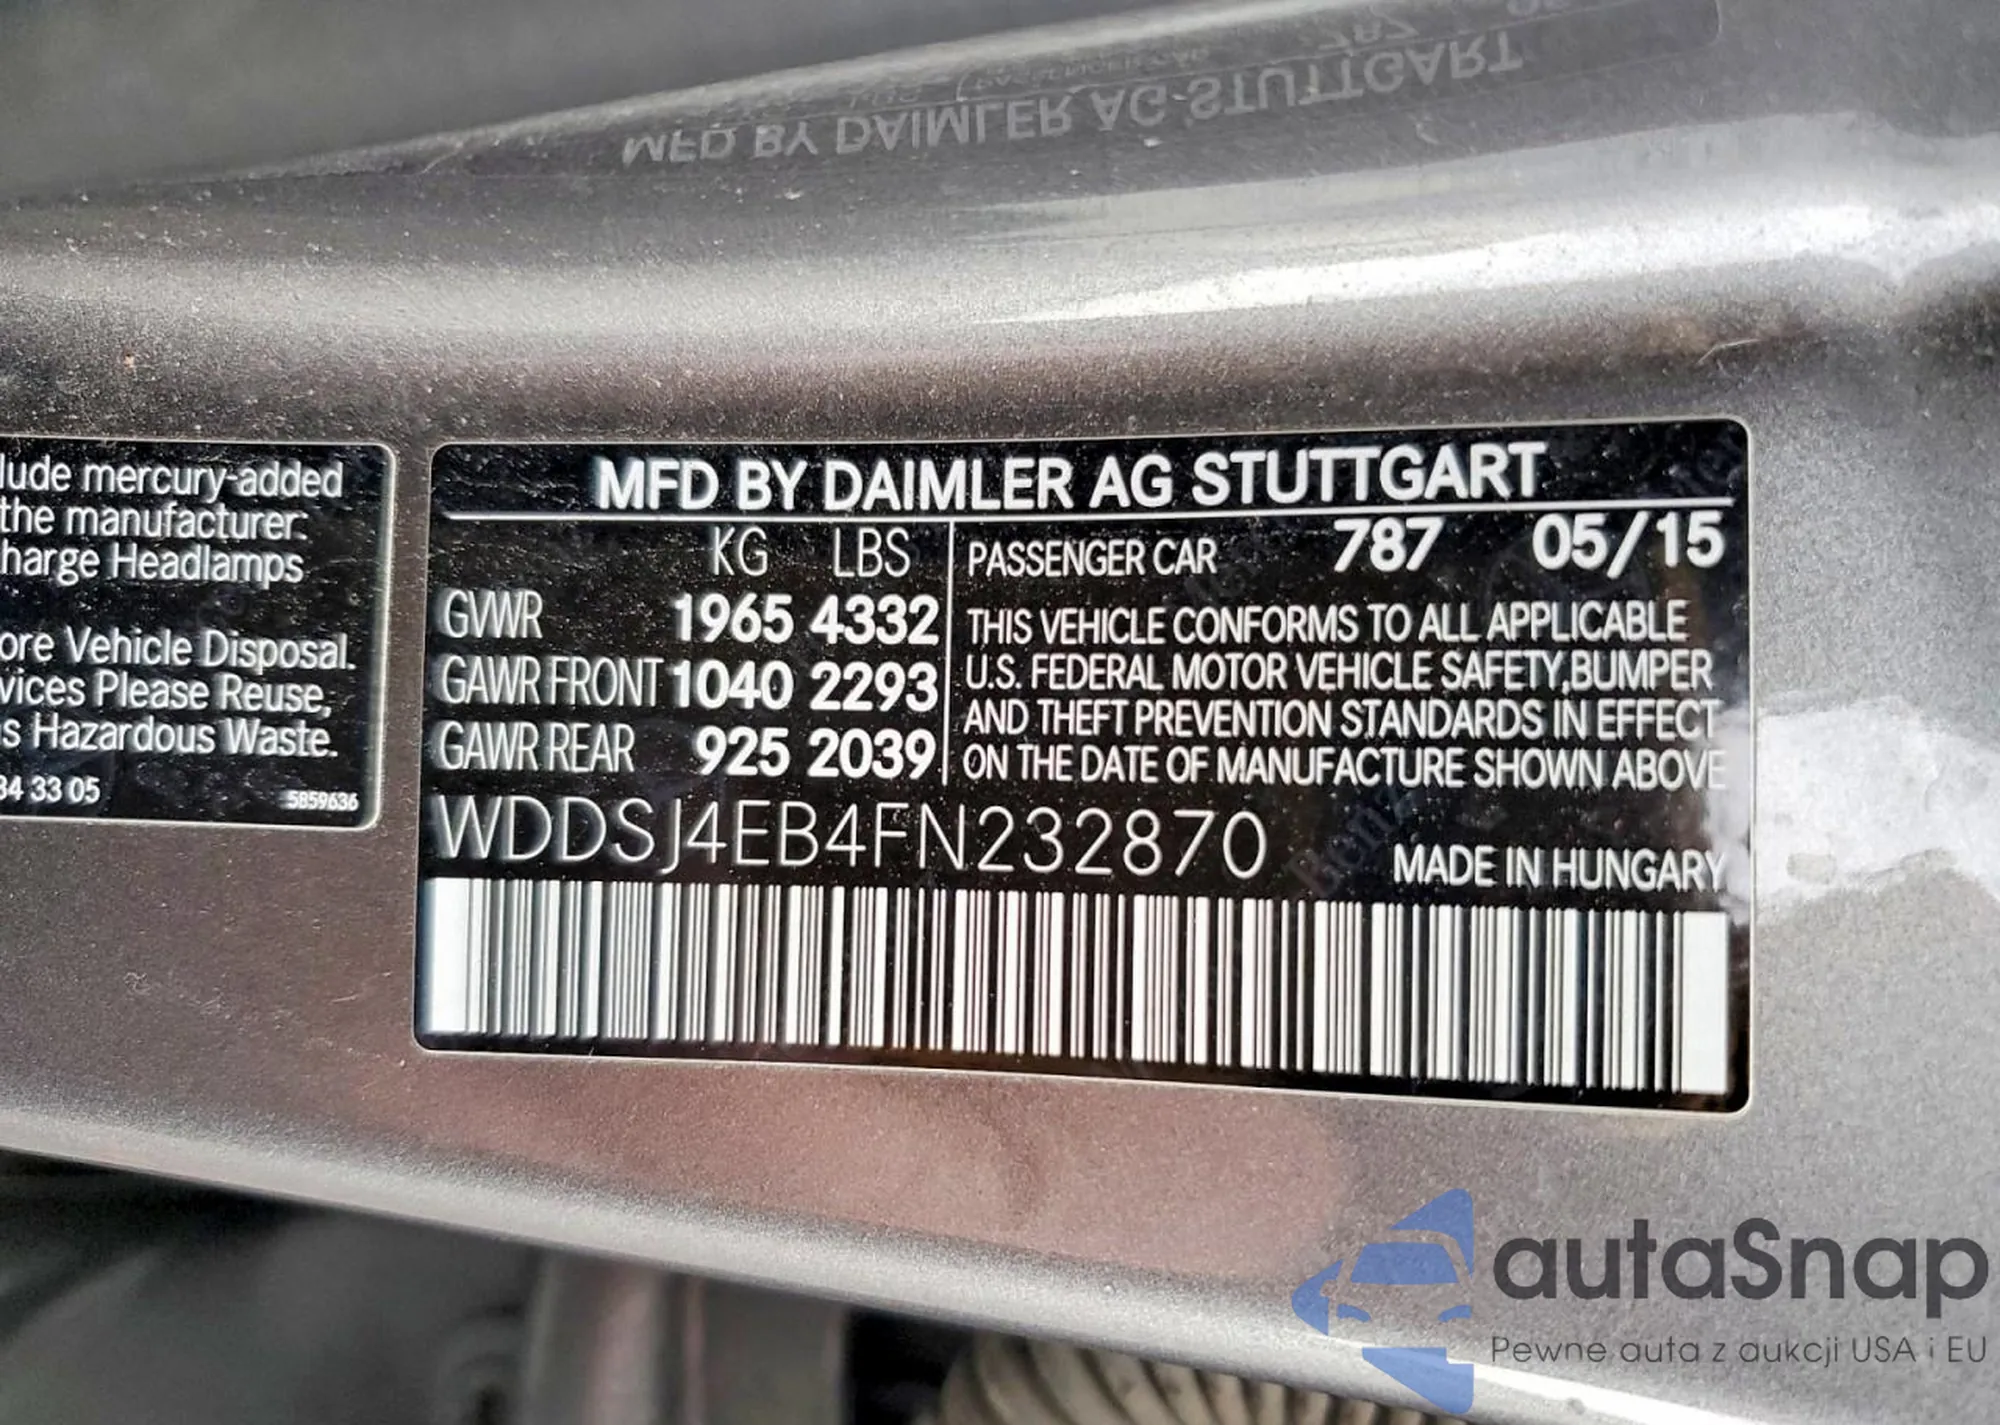 MFD BY DAIMLER AG STUTTGART
lude mercury-added
the manufacturer:
harge Headlamps
ore Vehicle Disposal.
vices Please Reuse,
s Hazardous Waste.
34 33 05
5859636
MFD BY DAIMLER AG STUTTGART
KG LBS
GVWR 1965 4332
GAWR FRONT 1040 2293
GAWR REAR 925 2039
PASSENGER CAR 787 05/15
THIS VEHICLE CONFORMS TO ALL APPLICABLE
U.S. FEDERAL MOTOR VEHICLE SAFETY,BUMPER
AND THEFT PREVENTION STANDARDS IN EFFECT
ON THE DATE OF MANUFACTURE SHOWN ABOVE
WDDSJ4EB4FN232870
MADE IN HUNGARY
autaSnap
Pewne auta z aukcji USA i EU